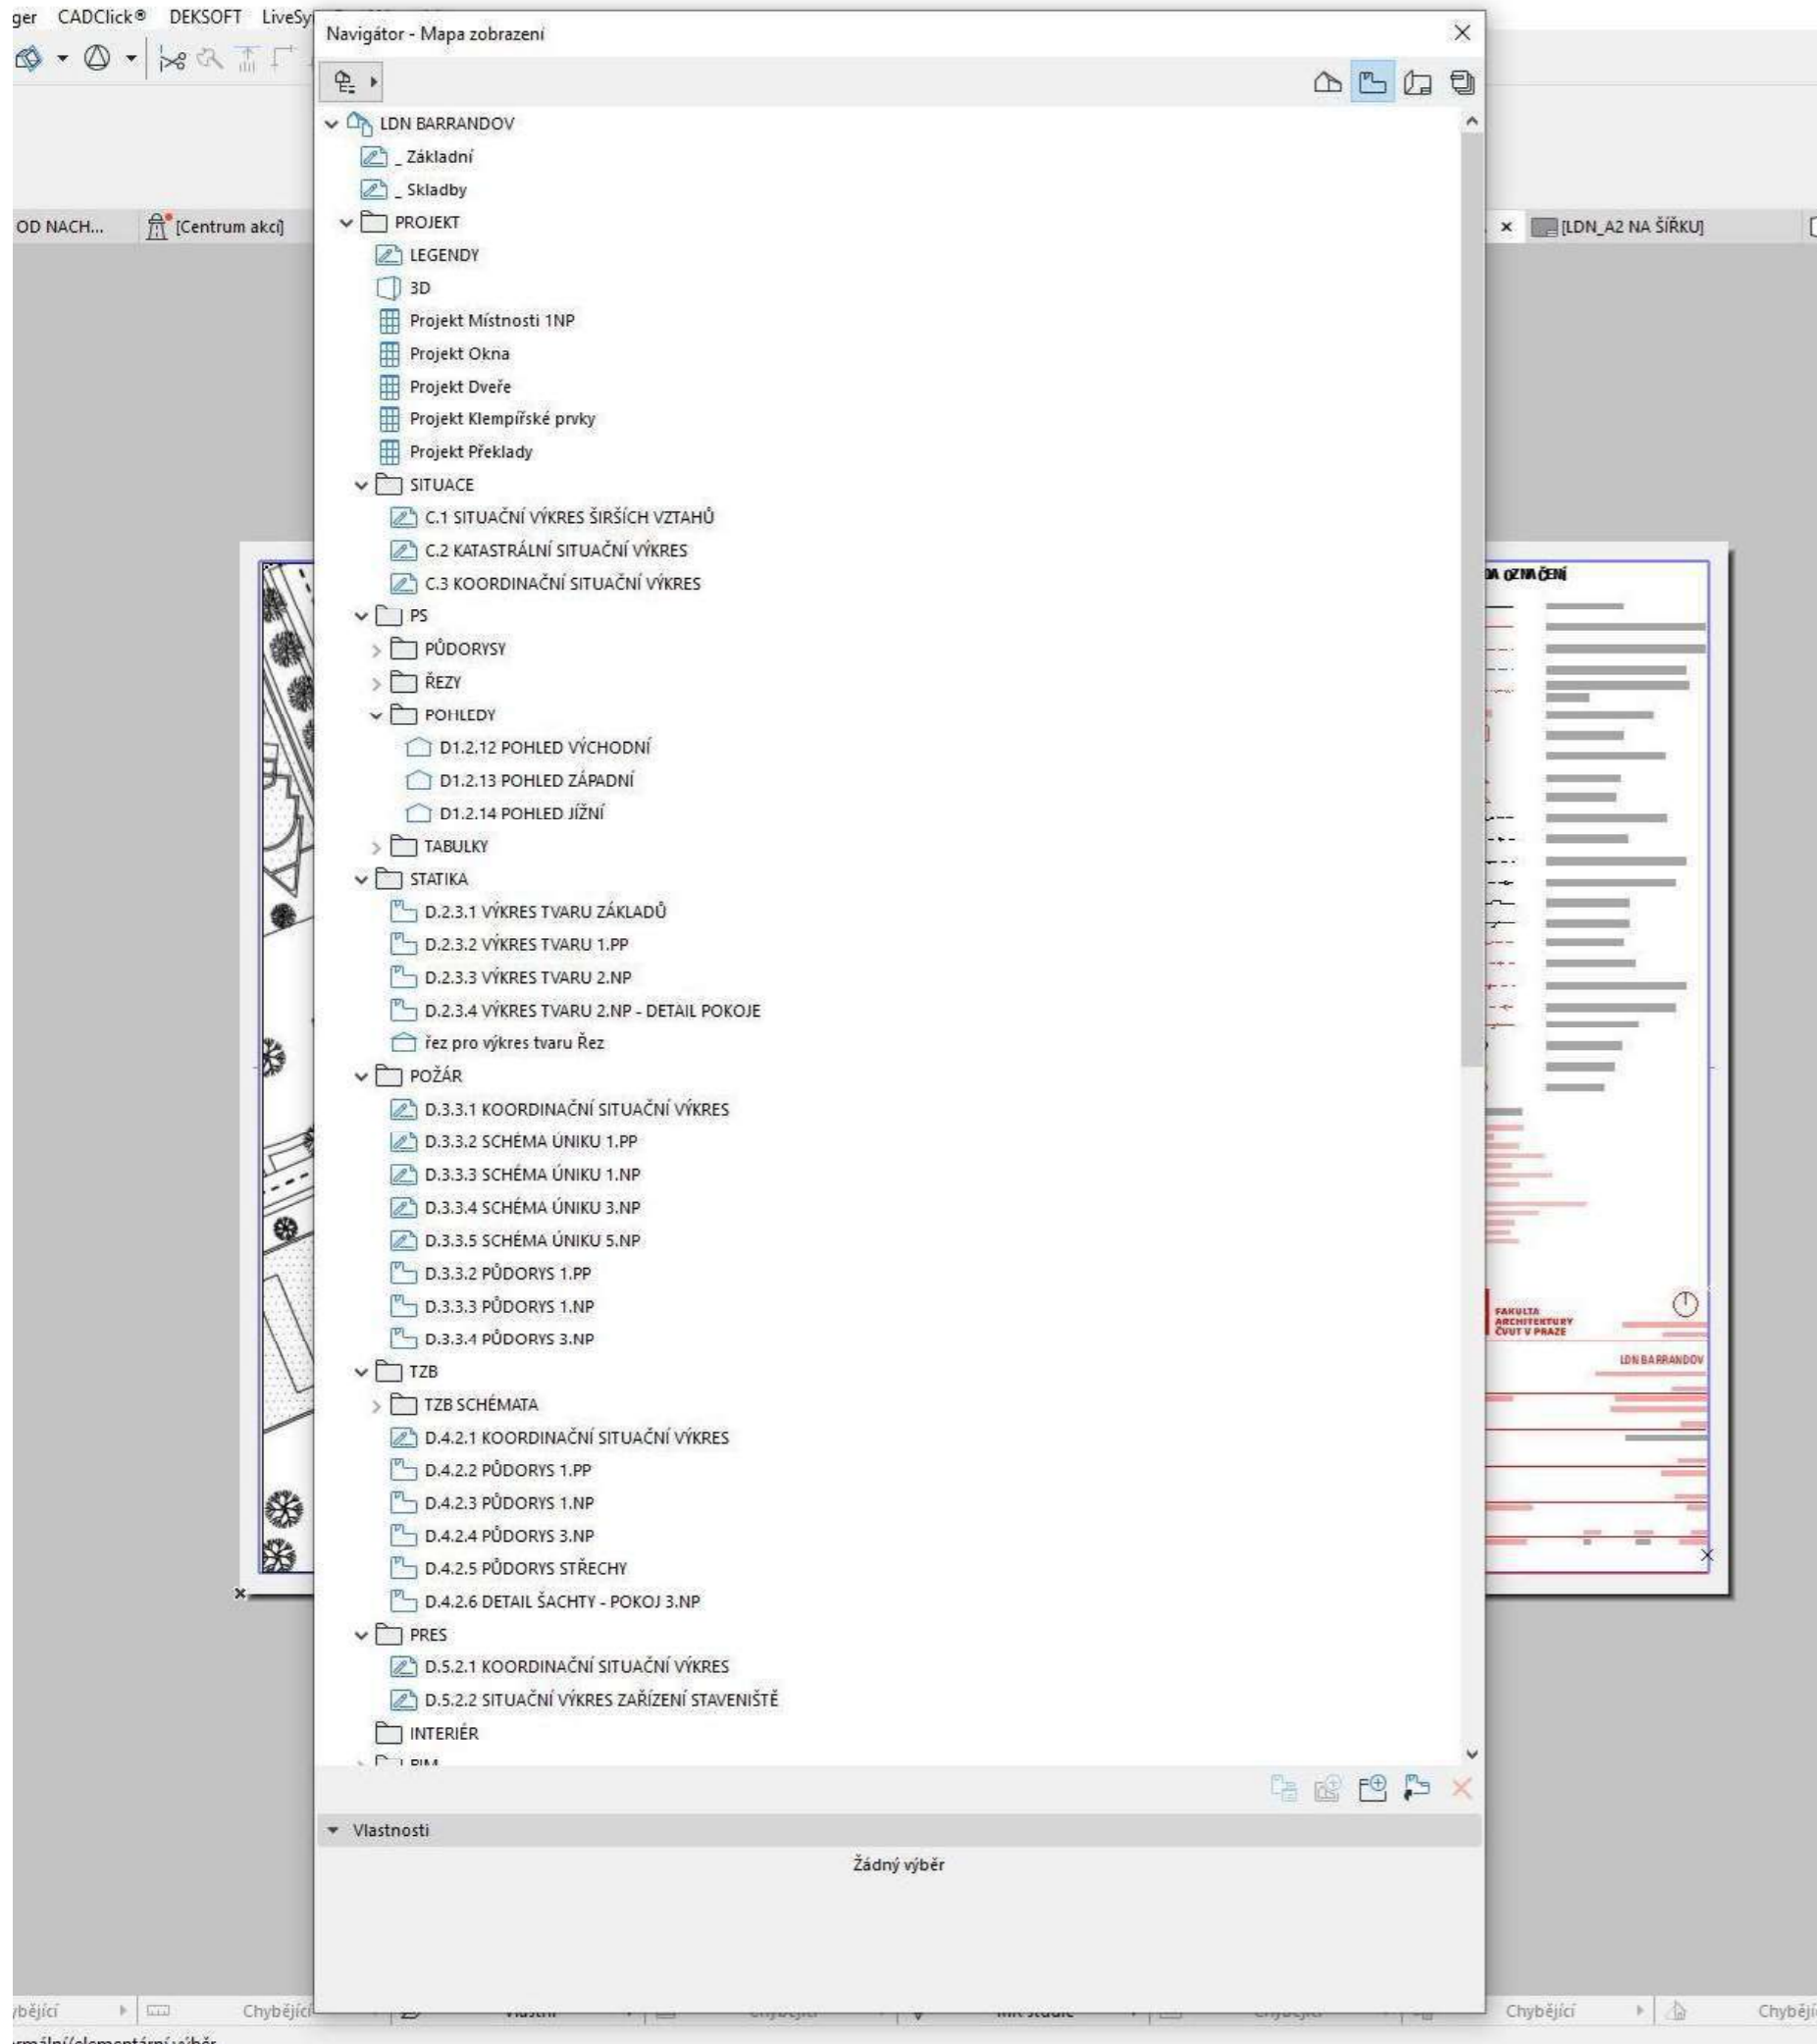 CADClick® DEKSOFT
Navigátor - Mapa zobrazení
LDN BARRANDOV
_ Základní
_ Skladby
OD NACH... [Centrum akcí]
PROJEKT
[LDN_A2 NA ŠÍŘKU]
LEGENDY
3D
Projekt Místnosti 1NP
Projekt Okna
Projekt Dveře
Projekt Klempířské prvky
Projekt Překlady
SITUACE
C.1 SITUAČNÍ VÝKRES ŠIRŠÍCH VZTAHŮ
C.2 KATASTRÁLNÍ SITUAČNÍ VÝKRES
C.3 KOORDINAČNÍ SITUAČNÍ VÝKRES
OZNAČENÍ
PS
PŮDORYSY
ŘEZY
POHLEDY
D1.2.12 POHLED VÝCHODNÍ
D1.2.13 POHLED ZÁPADNÍ
D1.2.14 POHLED JÍŽNÍ
TABULKY
STATIKA
D.2.3.1 VÝKRES TVARU ZÁKLADŮ
D.2.3.2 VÝKRES TVARU 1.PP
D.2.3.3 VÝKRES TVARU 2.NP
D.2.3.4 VÝKRES TVARU 2.NP - DETAIL POKOJE
řez pro výkres tvaru Řez
POŽÁR
D.3.3.1 KOORDINAČNÍ SITUAČNÍ VÝKRES
D.3.3.2 SCHÉMA ÚNIKU 1.PP
D.3.3.3 SCHÉMA ÚNIKU 1.NP
D.3.3.4 SCHÉMA ÚNIKU 3.NP
D.3.3.5 SCHÉMA ÚNIKU 5.NP
D.3.3.2 PŮDORYS 1.PP
D.3.3.3 PŮDORYS 1.NP
D.3.3.4 PŮDORYS 3.NP
FAKULTA
ARCHITEKTURY
ČVUT V PRAZE
LDN BARRANDOV
TZB
TZB SCHÉMATA
D.4.2.1 KOORDINAČNÍ SITUAČNÍ VÝKRES
D.4.2.2 PŮDORYS 1.PP
D.4.2.3 PŮDORYS 1.NP
D.4.2.4 PŮDORYS 3.NP
D.4.2.5 PŮDORYS STŘECHY
D.4.2.6 DETAIL ŠACHTY - POKOJ 3.NP
PRES
D.5.2.1 KOORDINAČNÍ SITUAČNÍ VÝKRES
D.5.2.2 SITUAČNÍ VÝKRES ZAŘÍZENÍ STAVENIŠTĚ
INTERIÉR
BIM
Vlastnosti
Žádný výběr
Chybějící
Chybějící